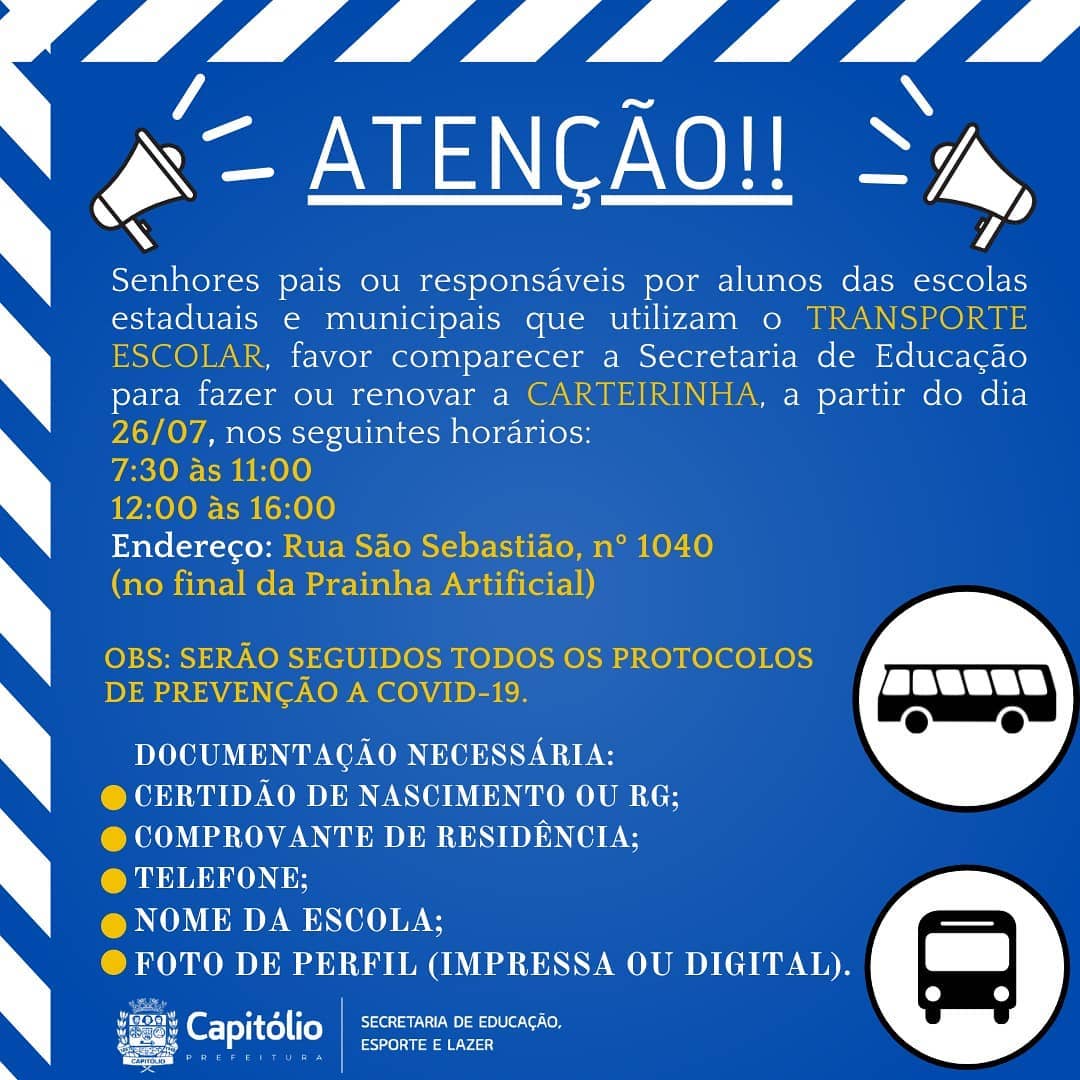 ATENÇÃO!!
Senhores pais ou responsáveis por alunos das escolas
estaduais e municipais que utilizam o TRANSPORTE
ESCOLAR, favor comparecer a Secretaria de Educação
para fazer ou renovar a CARTEIRINHA, a partir do dia
26/07, nos seguintes horários:
7:30 às 11:00
12:00 às 16:00
Endereço: Rua São Sebastião, nº 1040
(no final da Prainha Artificial)
OBS: SERÃO SEGUIDOS TODOS OS PROTOCOLOS
DE PREVENÇÃO A COVID-19.
DOCUMENTAÇÃO NECESSÁRIA:
CERTIDÃO DE NASCIMENTO OU RG;
COMPROVANTE DE RESIDÊNCIA;
TELEFONE;
NOME DA ESCOLA;
FOTO DE PERFIL (IMPRESSA OU DIGITAL).
CAPITÓLIO
Capitólio
PREFEITURA
SECRETARIA DE EDUCAÇÃO,
ESPORTE E LAZER